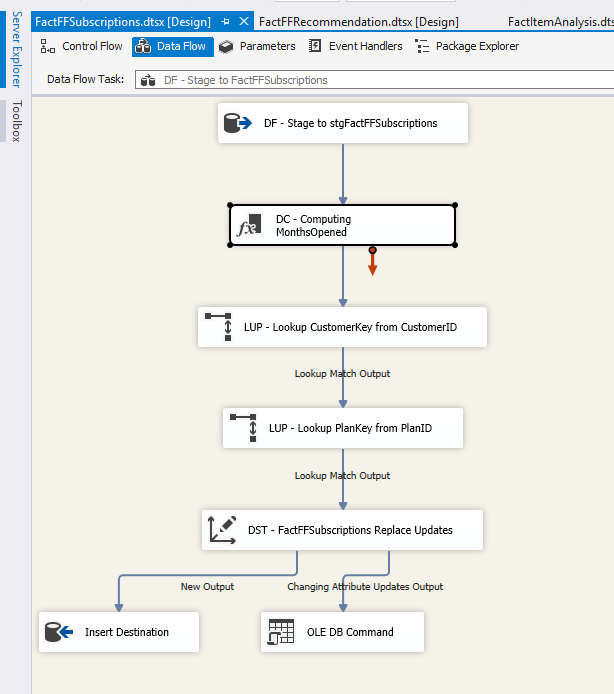 FactFFSubscriptions.dtsx [Design]
FactFFRecommendation.dtsx [Design]
FactItemAnalysis.dts
Server Explorer
Toolbox
Control Flow
Data Flow
Parameters
Event Handlers
Package Explorer
Data Flow Task:
DF - Stage to FactFFSubscriptions
DF - Stage to stgFactFFSubscriptions
DC - Computing
MonthsOpened
LUP - Lookup CustomerKey from CustomerID
Lookup Match Output
LUP - Lookup PlanKey from PlanID
Lookup Match Output
DST - FactFFSubscriptions Replace Updates
New Output
Changing Attribute Updates Output
Insert Destination
OLE DB Command